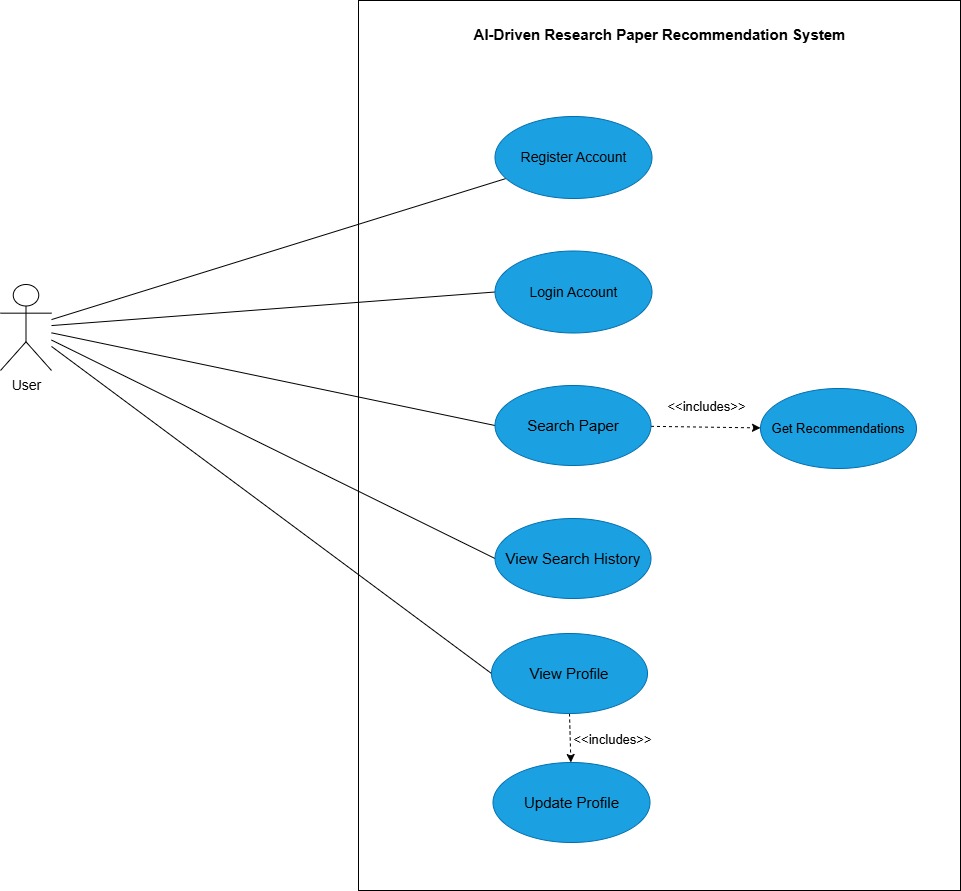 AI-Driven Research Paper Recommendation System
Register Account
Login Account
User
Search Paper
<<includes>>
Get Recommendations
View Search History
View Profile
<<includes>>
Update Profile